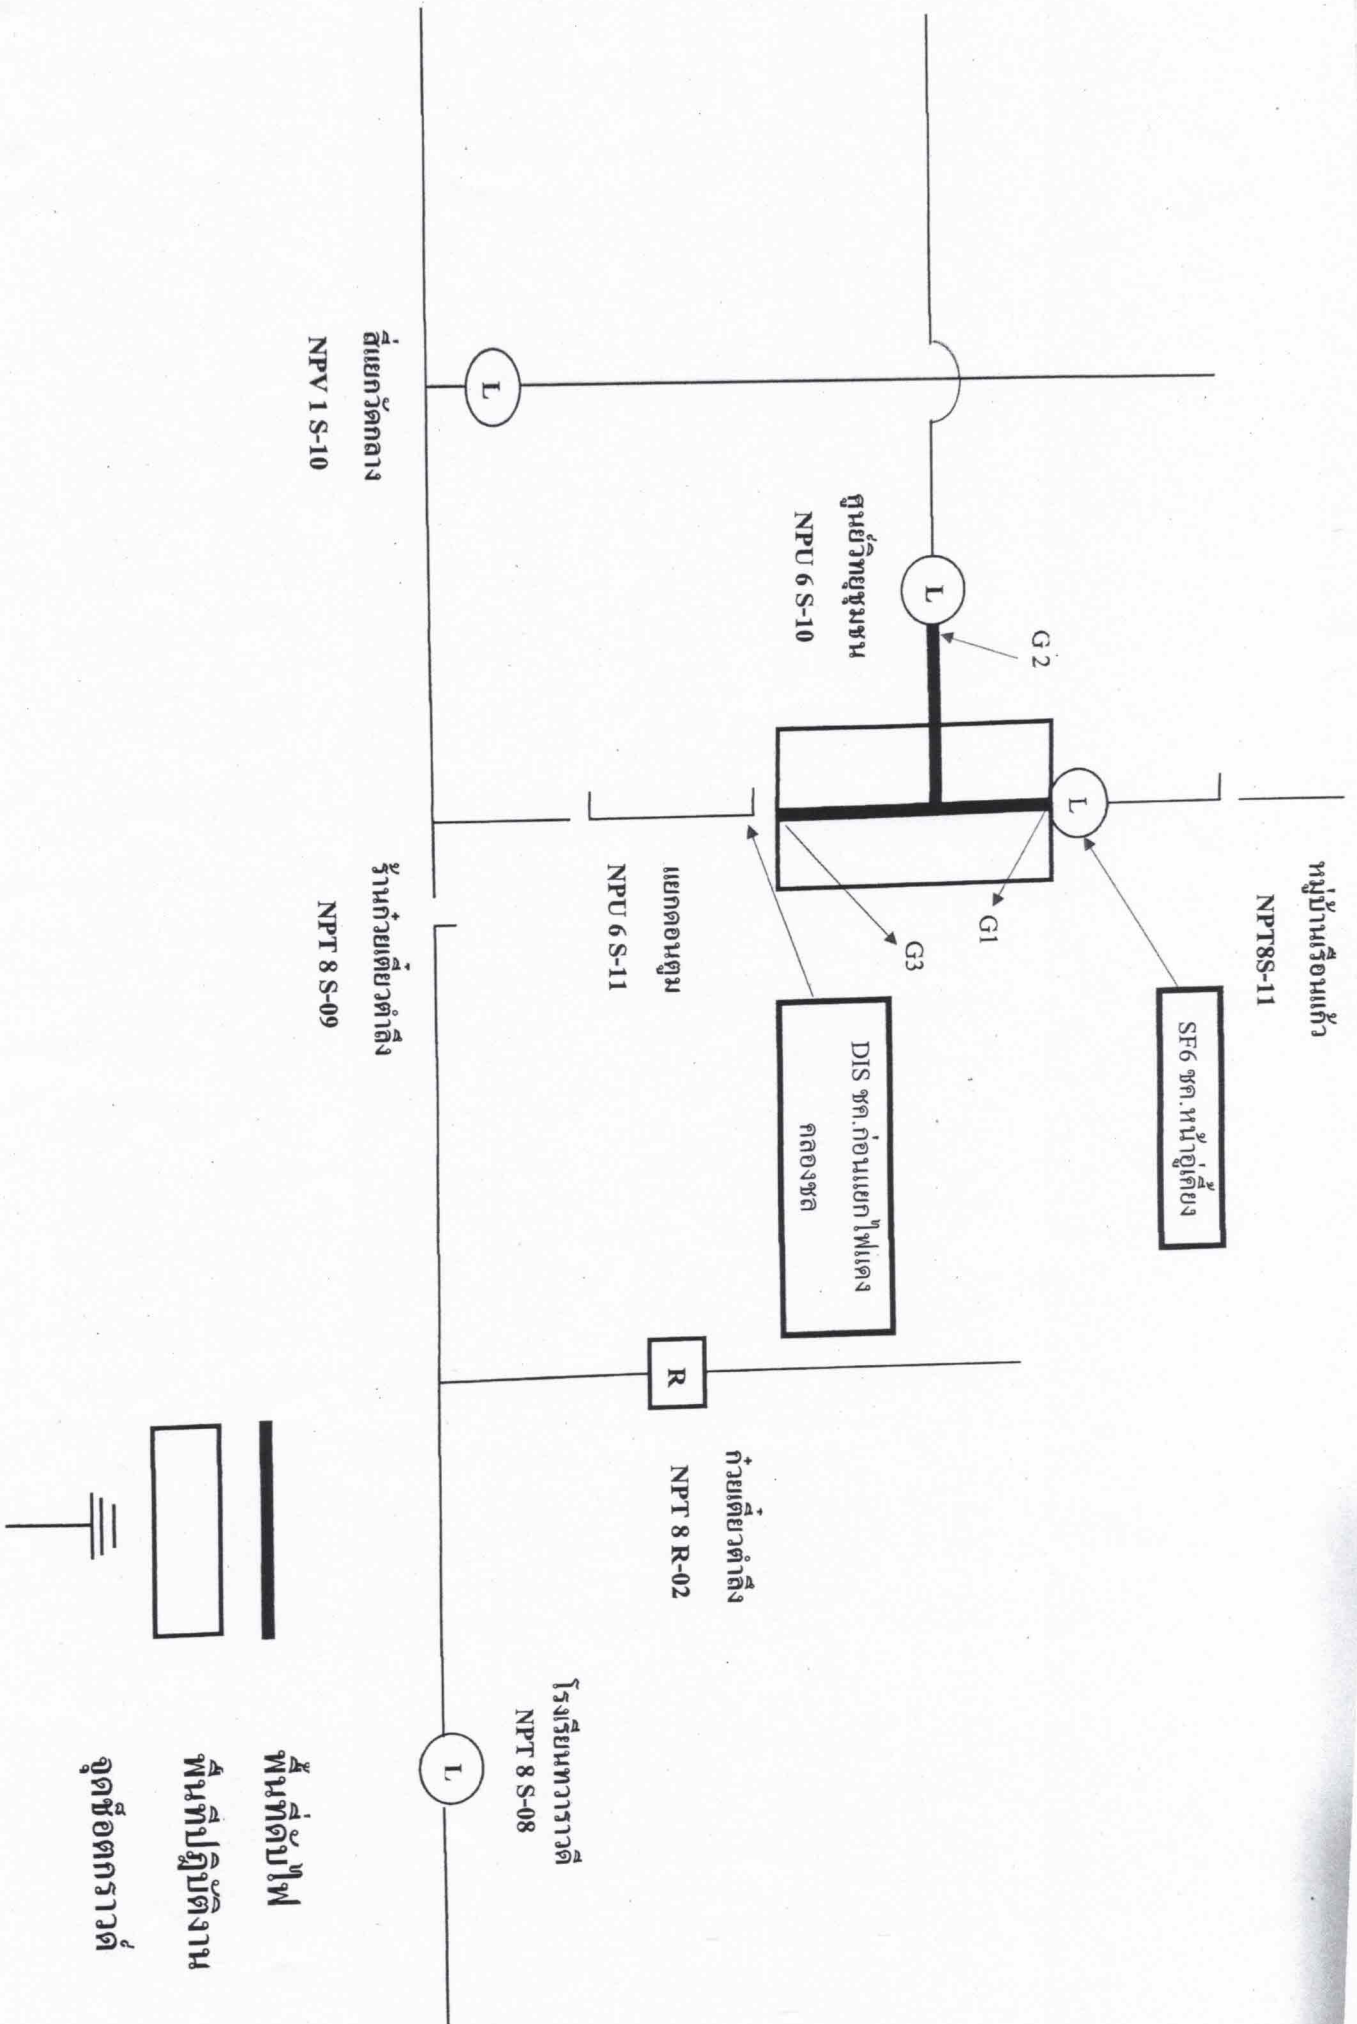 หมู่บ้านเรือนแก้ว
NPT8S-11
SF6 ชค.หน้าอู่เคี้ยง
L
G 2
G1
G3
L
DIS ชค.ก่อนแยกไฟแดง
คลองชล
ศูนย์วิทยุชุมชน
NPU 6 S-10
แยกดอนตูม
NPU 6 S-11
ก๋วยเตี๋ยวตำลึง
R
NPT 8 R-02
โรงเรียนทวาราวดี
NPT 8 S-08
L
L
สี่แยกวัดกลาง
NPV 1 S-10
ร้านก๋วยเตี๋ยวตำลึง
NPT 8 S-09
พื้นที่ดับไฟ
พื้นที่ปฏิบัติงาน
จุดช๊อตกราวด์